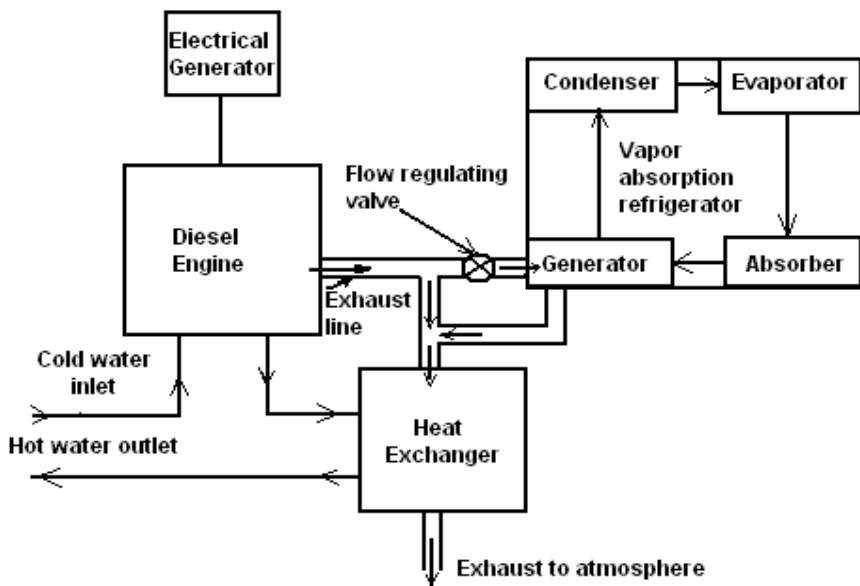 Electrical
Generator
Condenser
Evaporator
Flow regulating
valve
Vapor
absorption
refrigerator
Diesel
Engine
Generator
Absorber
Exhaust
line
Cold water
inlet
Hot water outlet
Heat
Exchanger
Exhaust to atmosphere